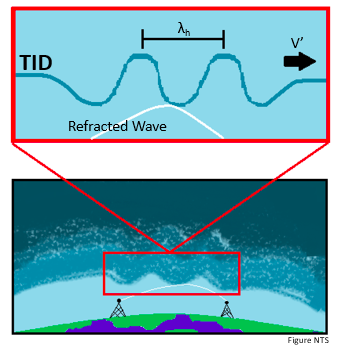 λh
V'
TID
Refracted Wave
Figure NTS